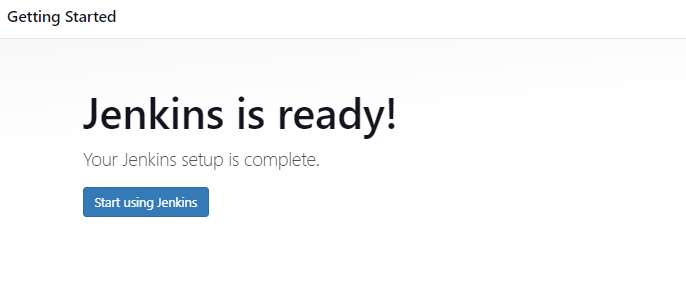 Getting Started
Jenkins is ready!
Your Jenkins setup is complete.
Start using Jenkins